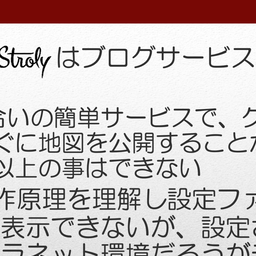 Stroly はブログサービス
合いの簡単サービスで、ク
ぐに地図を公開すること
以上の事はできない
作原理を理解し設定ファ
表示できないが、設定さ
ラネット環境だろうが